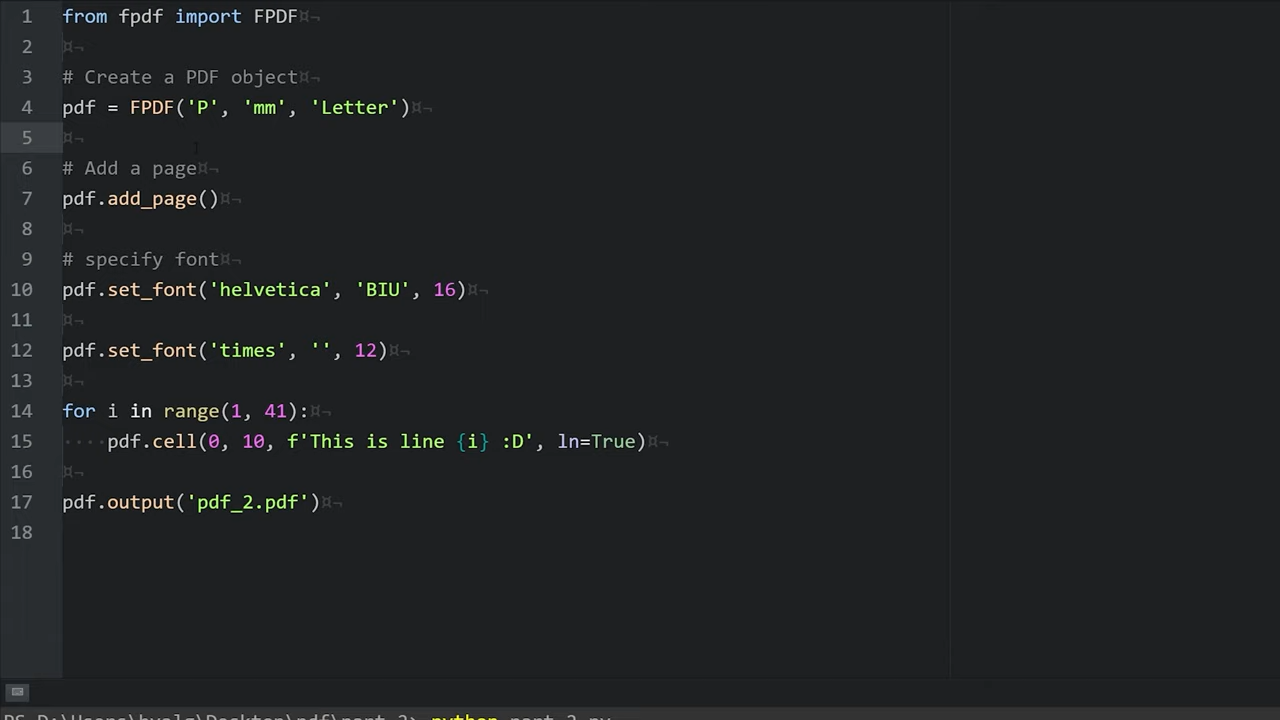 1 from fpdf import FPDF¤¬
2 ¤¬
3 # Create a PDF object¤¬
4 pdf = FPDF('P', 'mm', 'Letter')¤¬
5 ¤¬
6 # Add a page¤¬
7 pdf.add_page()¤¬
8 ¤¬
9 # specify font¤¬
10 pdf.set_font('helvetica', 'BIU', 16)¤¬
11 ¤¬
12 pdf.set_font('times', '', 12)¤¬
13 ¤¬
14 for i in range(1, 41):¤¬
15 ····pdf.cell(0, 10, f'This is line {i} :D', ln=True)¤¬
16 ¤¬
17 pdf.output('pdf_2.pdf')¤¬
18
python part_2.py